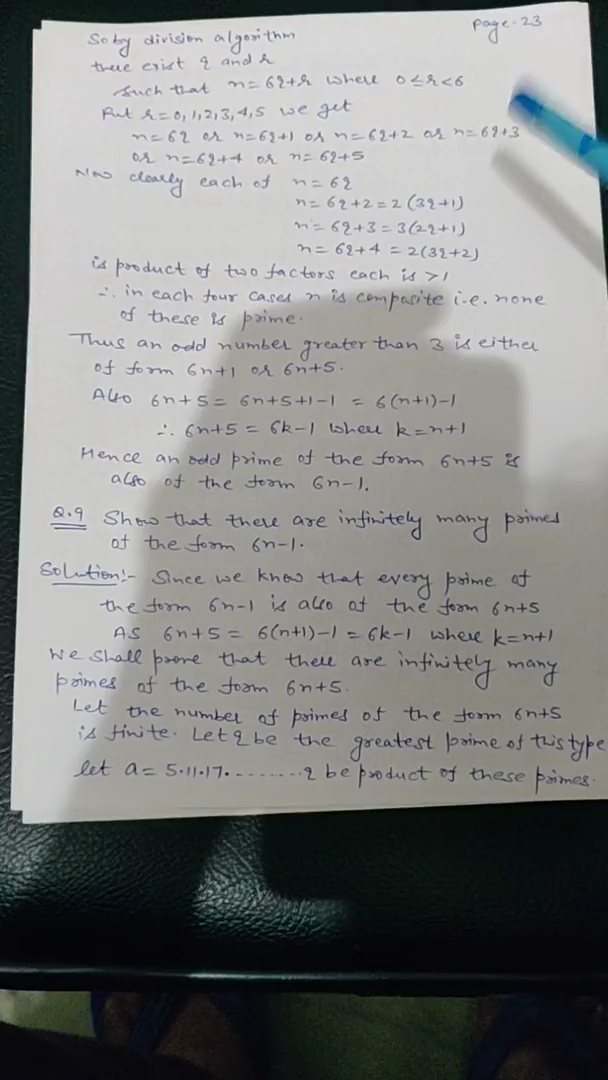 page-23
So by division algorithm
there exist q and r
such that n=6q+r where 0≤r<6
Put r=0,1,2,3,4,5 we get
n=6q or n=6q+1 or n=6q+2 or n=6q+3
or n=6q+4 or n=6q+5
Now clearly each of n=6q
n=6q+2=2(3q+1)
n=6q+3=3(2q+1)
n=6q+4=2(3q+2)
is product of two factors each is >1
∴ in each four cases n is composite i.e. none
of these is prime.
Thus an odd number greater than 3 is either
of form 6n+1 or 6n+5.
Also 6n+5 = 6n+5+1-1 = 6(n+1)-1
∴ 6n+5 = 6k-1 where k=n+1
Hence an odd prime of the form 6n+5 is
also of the form 6n-1.
Q.9 Show that there are infinitely many primes
of the form 6n-1.
Solution:- Since we know that every prime of
the form 6n-1 is also of the form 6n+5
AS 6n+5 = 6(n+1)-1 = 6k-1 where k=n+1
We shall prove that there are infinitely many
primes of the form 6n+5.
Let the number of primes of the form 6n+5
is finite. Let q be the greatest prime of this type
let a = 5.11.17. ........ q be product of these primes.